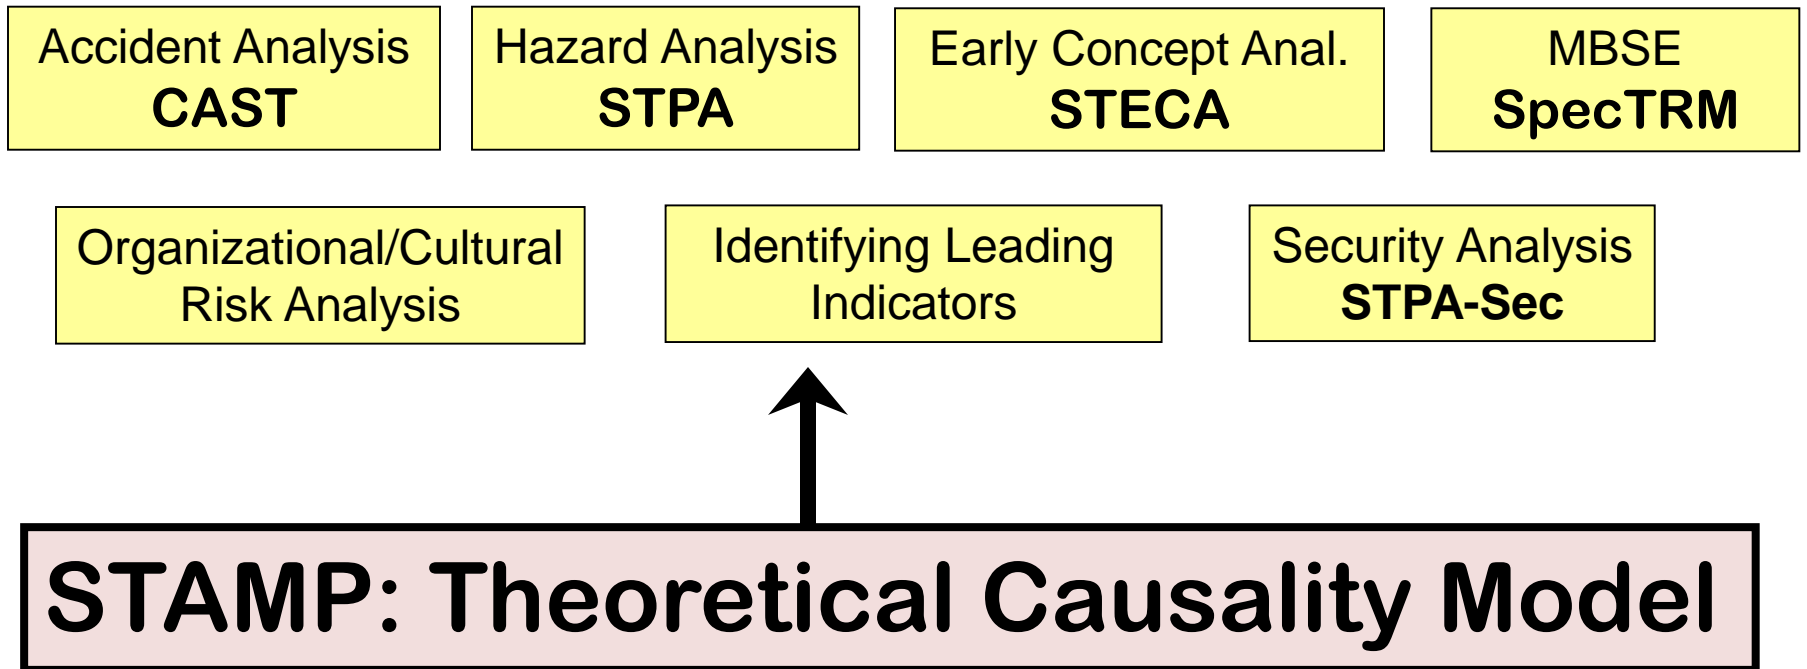 Accident Analysis
CAST
Hazard Analysis
STPA
Early Concept Anal.
STECA
MBSE
SpecTRM
Organizational/Cultural
Risk Analysis
Identifying Leading
Indicators
Security Analysis
STPA-Sec
STAMP: Theoretical Causality Model